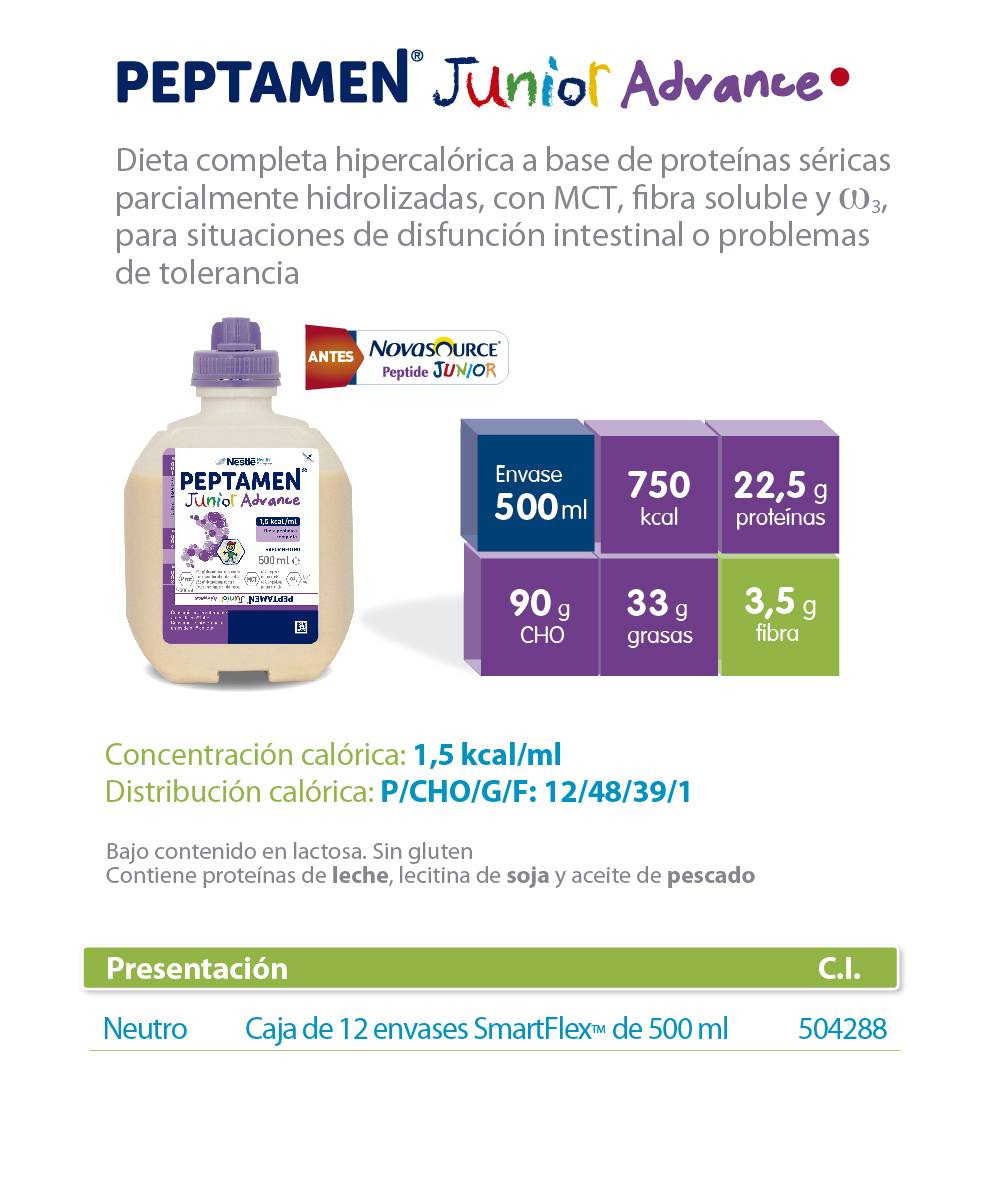 PEPTAMEN® Junior Advance
Dieta completa hipercalórica a base de proteínas séricas
parcialmente hidrolizadas, con MCT, fibra soluble y ω3,
para situaciones de disfunción intestinal o problemas
de tolerancia
ANTES
NOVASOURCE®
Peptide JUNIOR
Nestlé
PEPTAMEN®
Junior Advance
1,5 kcal/ml
500 ml ℮
MCT
PEPTAMEN® Junior Advance
Envase
500 ml
750
kcal
22,5 g
proteínas
90 g
CHO
33 g
grasas
3,5 g
fibra
Concentración calórica: 1,5 kcal/ml
Distribución calórica: P/CHO/G/F: 12/48/39/1
Bajo contenido en lactosa. Sin gluten
Contiene proteínas de leche, lecitina de soja y aceite de pescado
Presentación C.I.
Neutro Caja de 12 envases SmartFlex™ de 500 ml 504288